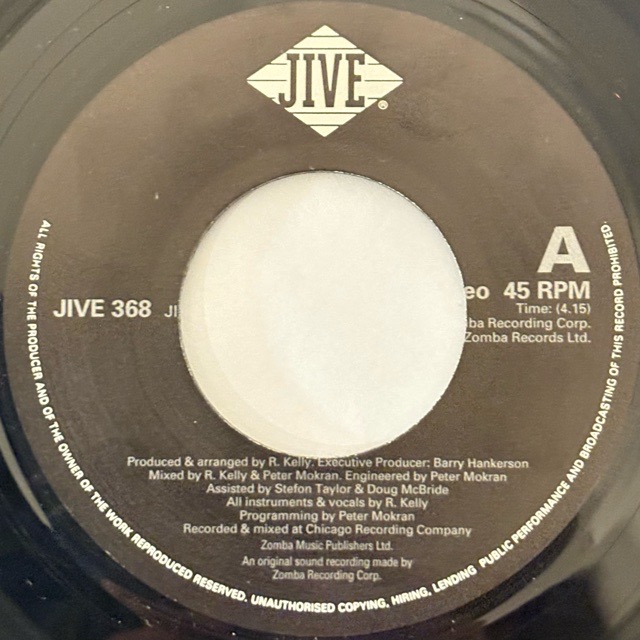 JIVE®
A
JIVE 368
eo 45 RPM
Time: (4.15)
ba Recording Corp.
Zomba Records Ltd.
Produced & arranged by R. Kelly. Executive Producer: Barry Hankerson
Mixed by R. Kelly & Peter Mokran. Engineered by Peter Mokran
Assisted by Stefon Taylor & Doug McBride
All instruments & vocals by R. Kelly
Programming by Peter Mokran
Recorded & mixed at Chicago Recording Company
Zomba Music Publishers Ltd.
An original sound recording made by
Zomba Recording Corp.
ALL RIGHTS OF THE PRODUCER AND OF THE OWNER OF THE WORK REPRODUCED RESERVED. UNAUTHORISED COPYING, HIRING, LENDING PUBLIC PERFORMANCE AND BROADCASTING OF THIS RECORD PROHIBITED.